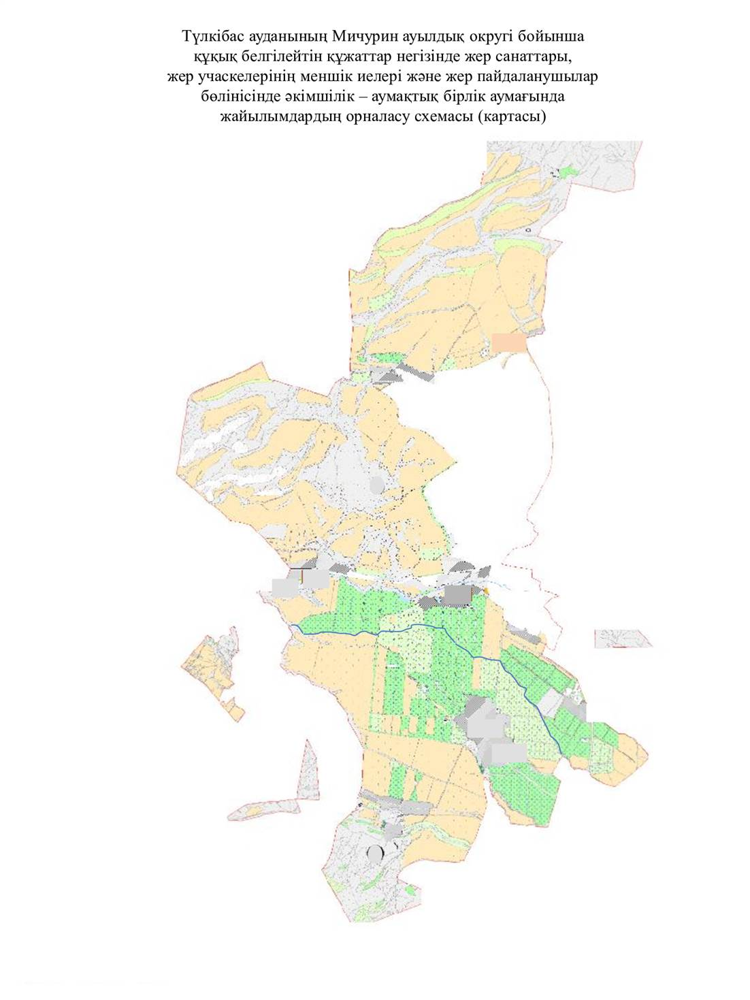 Түлкібас ауданының Мичурин ауылдық округі бойынша
құқық белгілейтін құжаттар негізінде жер санаттары,
жер учаскелерінің меншік иелері және жер пайдаланушылар
бөлінісінде әкімшілік – аумақтық бірлік аумағында
жайылымдардың орналасу схемасы (картасы)